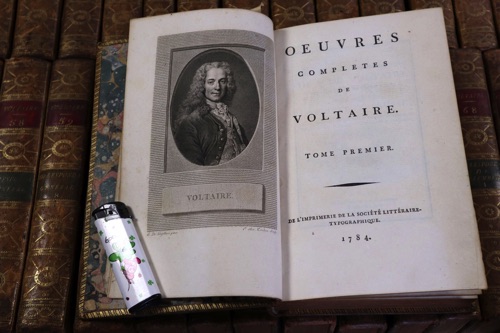 VOLTAIRE.
OEUVRES
COMPLETES
DE
VOLTAIRE.
TOME PREMIER.
DE L'IMPRIMERIE DE LA SOCIÉTÉ LITTÉRAIRE-
TYPOGRAPHIQUE.
1784.